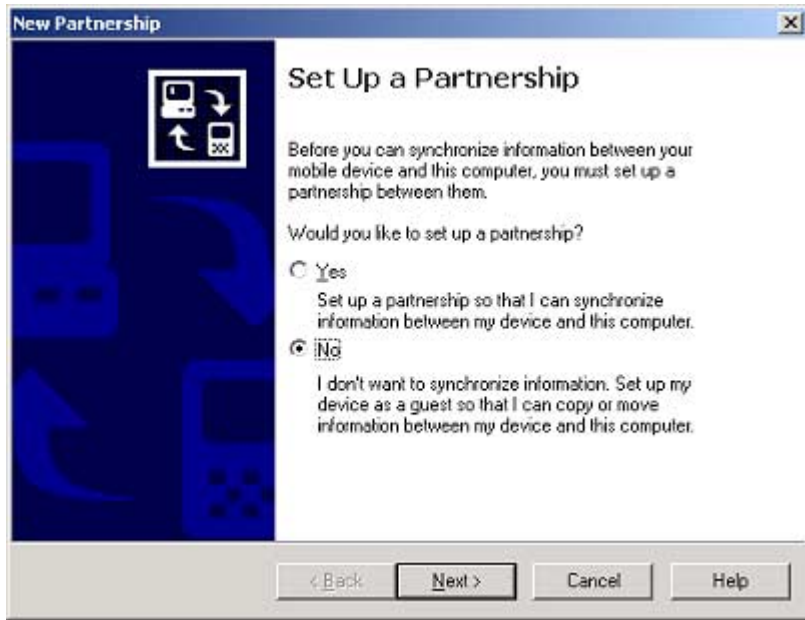 New Partnership
Set Up a Partnership
Before you can synchronize information between your
mobile device and this computer, you must set up a
partnership between them.
Would you like to set up a partnership?
Yes
Set up a partnership so that I can synchronize
information between my device and this computer.
No
I don't want to synchronize information. Set up my
device as a guest so that I can copy or move
information between my device and this computer.
< Back Next > Cancel Help